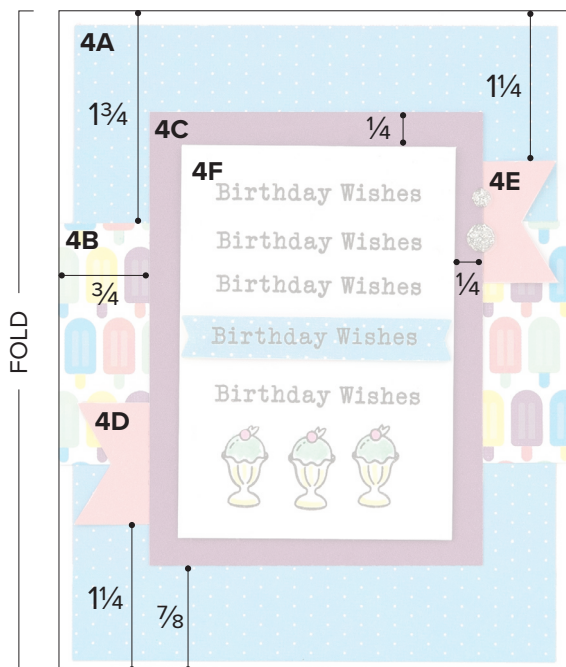 4A
1¾
1¼
4C
¼
4F
4E
Birthday Wishes
4B
Birthday Wishes
¾
Birthday Wishes
¼
FOLD
Birthday Wishes
4D
Birthday Wishes
1¼
⅞